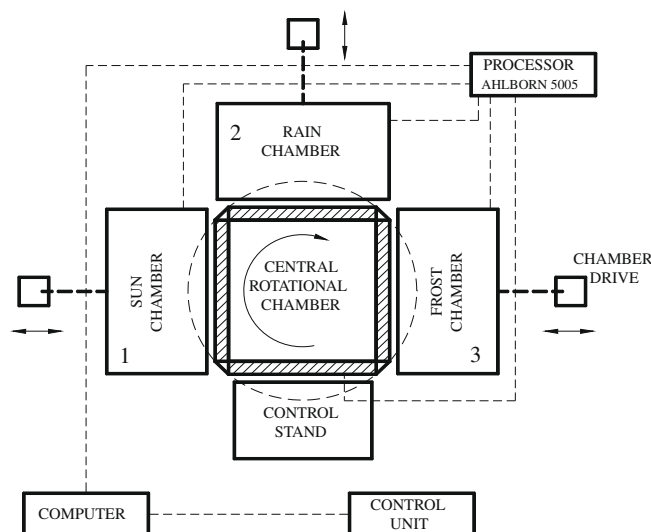 PROCESSOR
AHLBORN 5005
2
RAIN
CHAMBER
SUN
CHAMBER
1
CENTRAL
ROTATIONAL
CHAMBER
FROST
CHAMBER
3
CHAMBER
DRIVE
CONTROL
STAND
COMPUTER
CONTROL
UNIT